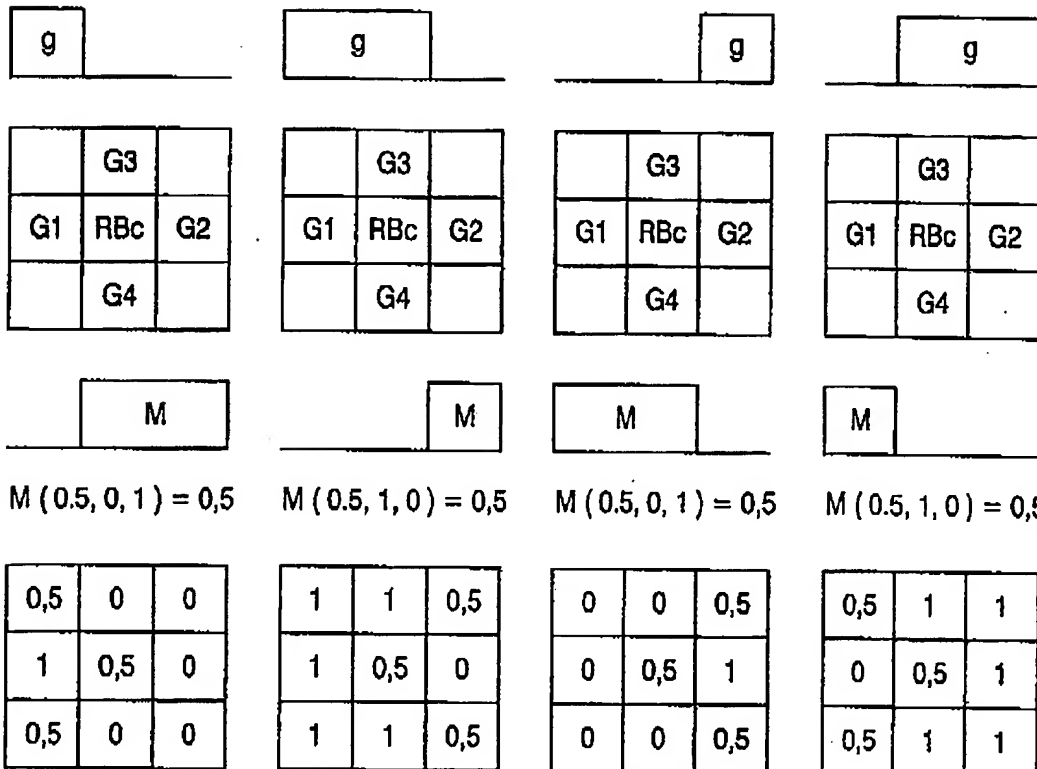 g g g g
G3 G3 G3 G3
G1 RBc G2 G1 RBc G2 G1 RBc G2 G1 RBc G2
G4 G4 G4 G4
M M M M
M ( 0.5, 0, 1 ) = 0,5 M ( 0.5, 1, 0 ) = 0,5 M ( 0.5, 0, 1 ) = 0,5 M ( 0.5, 1, 0 ) = 0,5
0,5 0 0 1 1 0,5 0 0 0,5 0,5 1 1
1 0,5 0 1 0,5 0 0 0,5 1 0 0,5 1
0,5 0 0 1 1 0,5 0 0 0,5 0,5 1 1